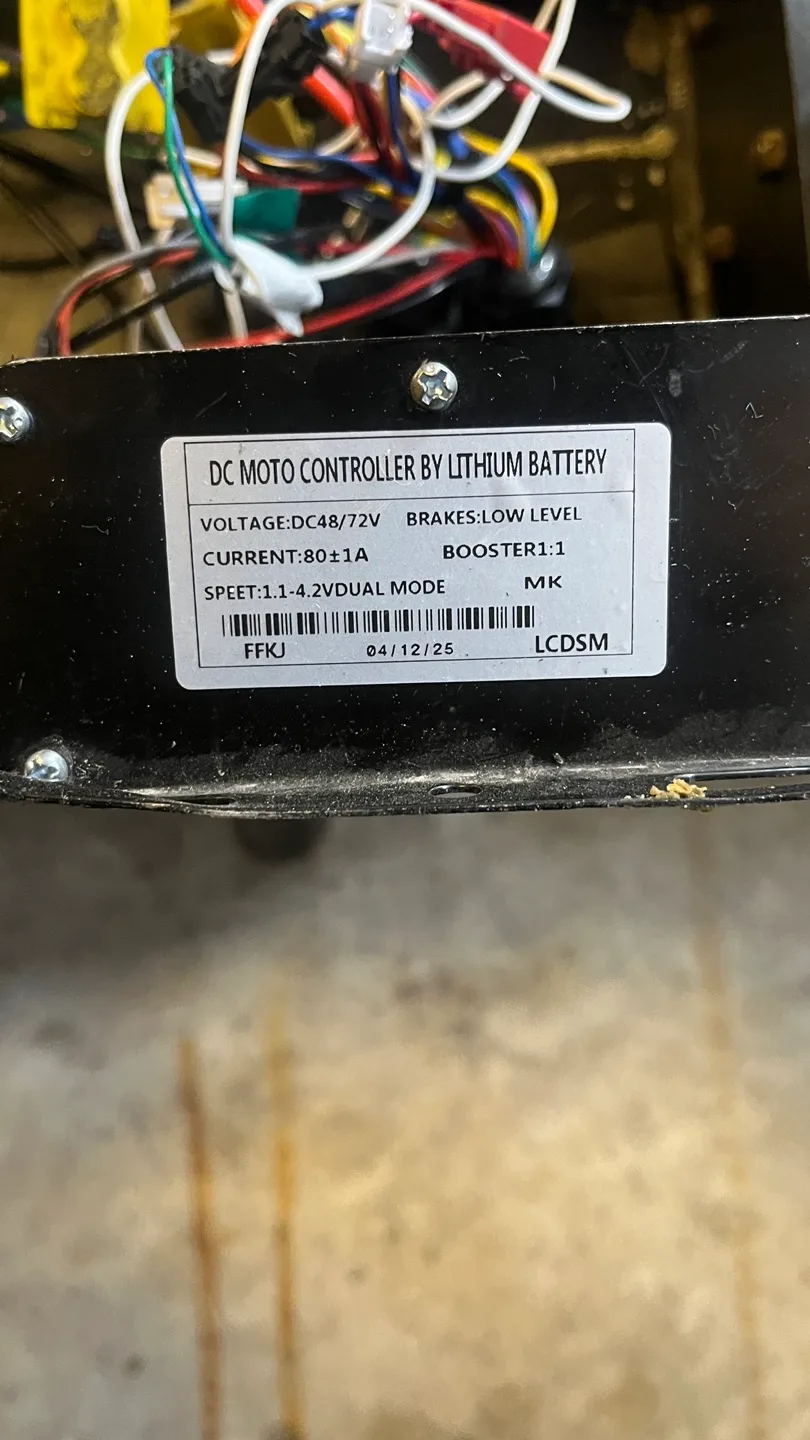 DC MOTO CONTROLLER BY LITHIUM BATTERY
VOLTAGE:DC48/72V BRAKES:LOW LEVEL
CURRENT:80±1A BOOSTER1:1
SPEET:1.1-4.2VDUAL MODE MK
FFKJ 04/12/25 LCDSM